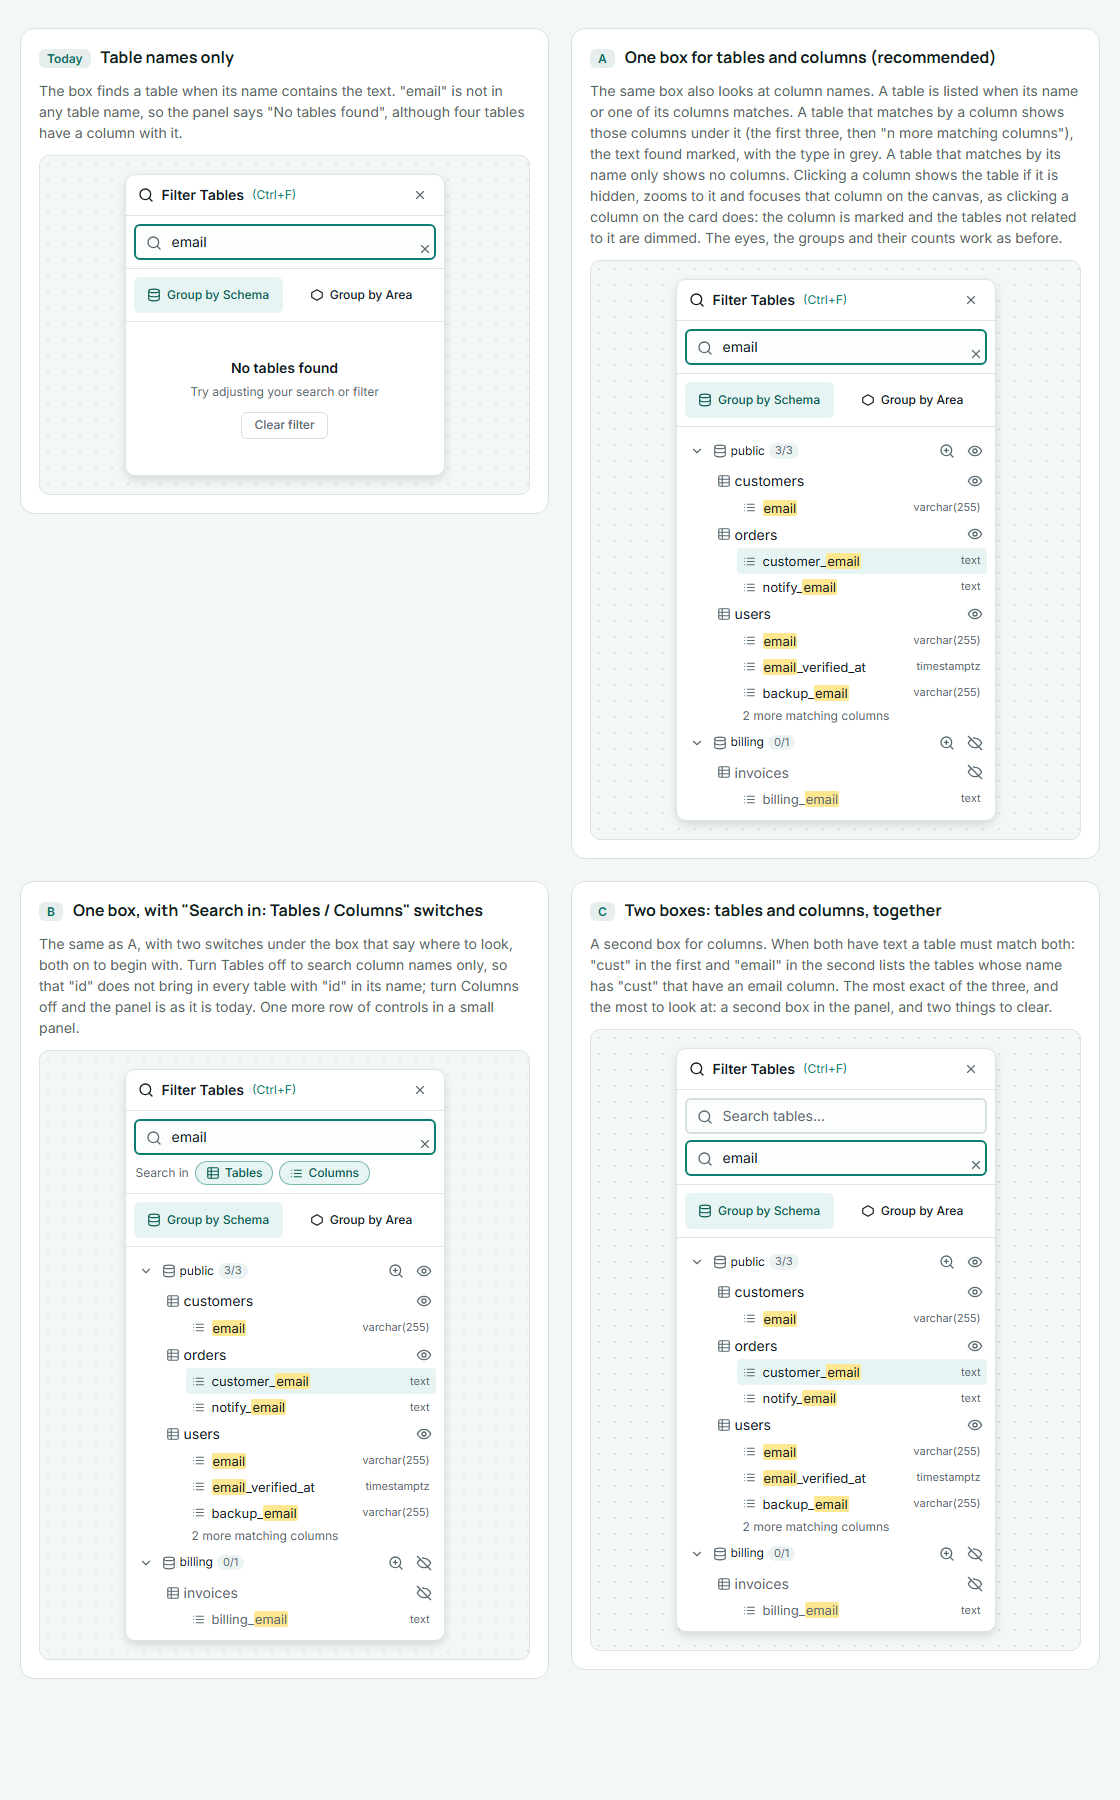 Today Table names only
The box finds a table when its name contains the text. "email" is not in
any table name, so the panel says "No tables found", although four tables
have a column with it.
Filter Tables (Ctrl+F)
email
Group by Schema Group by Area
No tables found
Try adjusting your search or filter
Clear filter
A One box for tables and columns (recommended)
The same box also looks at column names. A table is listed when its name
or one of its columns matches. A table that matches by a column shows
those columns under it (the first three, then "n more matching columns"),
the text found marked, with the type in grey. A table that matches by its
name only shows no columns. Clicking a column shows the table if it is
hidden, zooms to it and focuses that column on the canvas, as clicking a
column on the card does: the column is marked and the tables not related
to it are dimmed. The eyes, the groups and their counts work as before.
Filter Tables (Ctrl+F)
email
Group by Schema Group by Area
public 3/3
customers
email varchar(255)
orders
customer_email text
notify_email text
users
email varchar(255)
email_verified_at timestamptz
backup_email varchar(255)
2 more matching columns
billing 0/1
invoices
billing_email text
B One box, with "Search in: Tables / Columns" switches
The same as A, with two switches under the box that say where to look,
both on to begin with. Turn Tables off to search column names only, so
that "id" does not bring in every table with "id" in its name; turn Columns
off and the panel is as it is today. One more row of controls in a small
panel.
Filter Tables (Ctrl+F)
email
Search in Tables Columns
Group by Schema Group by Area
public 3/3
customers
email varchar(255)
orders
customer_email text
notify_email text
users
email varchar(255)
email_verified_at timestamptz
backup_email varchar(255)
2 more matching columns
billing 0/1
invoices
billing_email text
C Two boxes: tables and columns, together
A second box for columns. When both have text a table must match both:
"cust" in the first and "email" in the second lists the tables whose name
has "cust" that have an email column. The most exact of the three, and
the most to look at: a second box in the panel, and two things to clear.
Filter Tables (Ctrl+F)
Search tables...
email
Group by Schema Group by Area
public 3/3
customers
email varchar(255)
orders
customer_email text
notify_email text
users
email varchar(255)
email_verified_at timestamptz
backup_email varchar(255)
2 more matching columns
billing 0/1
invoices
billing_email text